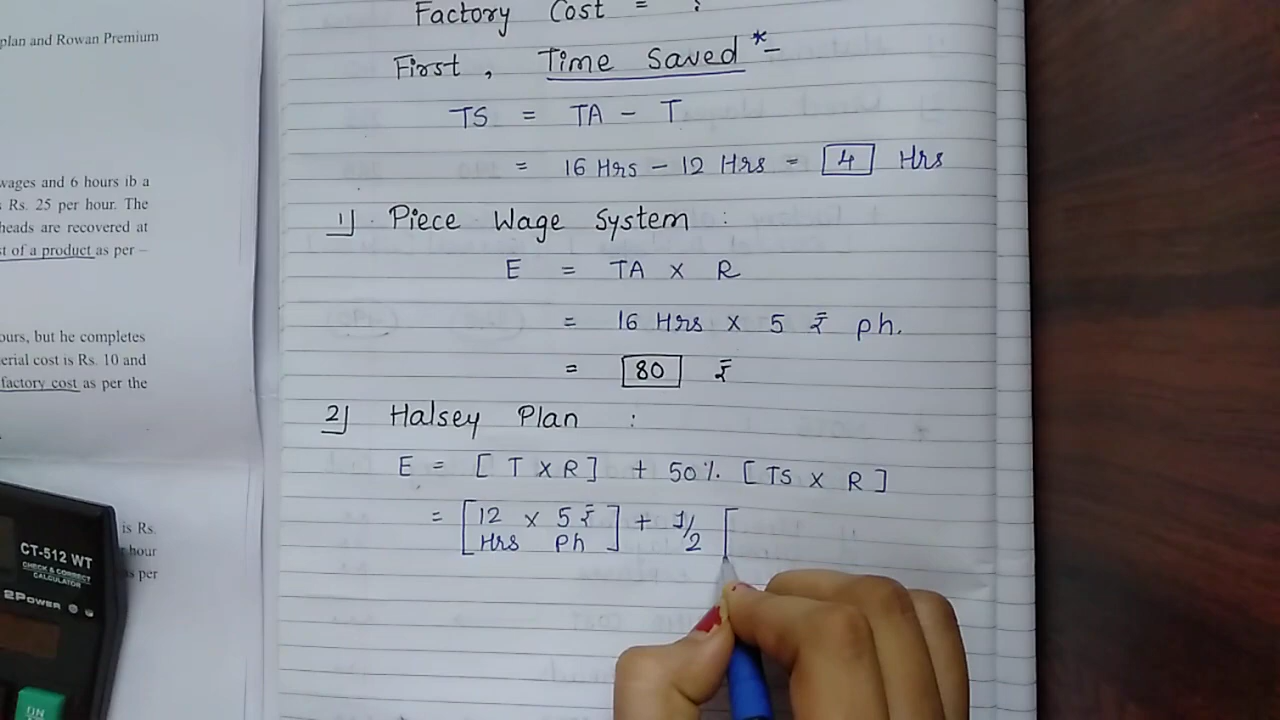 plan and Rowan Premium
wages and 6 hours ib a
Rs. 25 per hour. The
heads are recovered at
st of a product as per –
ours, but he completes
erial cost is Rs. 10 and
factory cost as per the
is Rs.
hour
as per
CT-512 WT
CHECK & CORRECT
CALCULATOR
2POWER
ON
Factory Cost = ?
First , Time Saved *–
TS = TA – T
= 16 Hrs – 12 Hrs = 4 Hrs
1] Piece Wage System :
E = TA x R
= 16 Hrs x 5 ₹ ph.
= 80 ₹
2] Halsey Plan :
E = [ T x R ] + 50%. [ TS x R ]
= [ 12 x 5 ₹ ] + 1/2 [
Hrs Ph